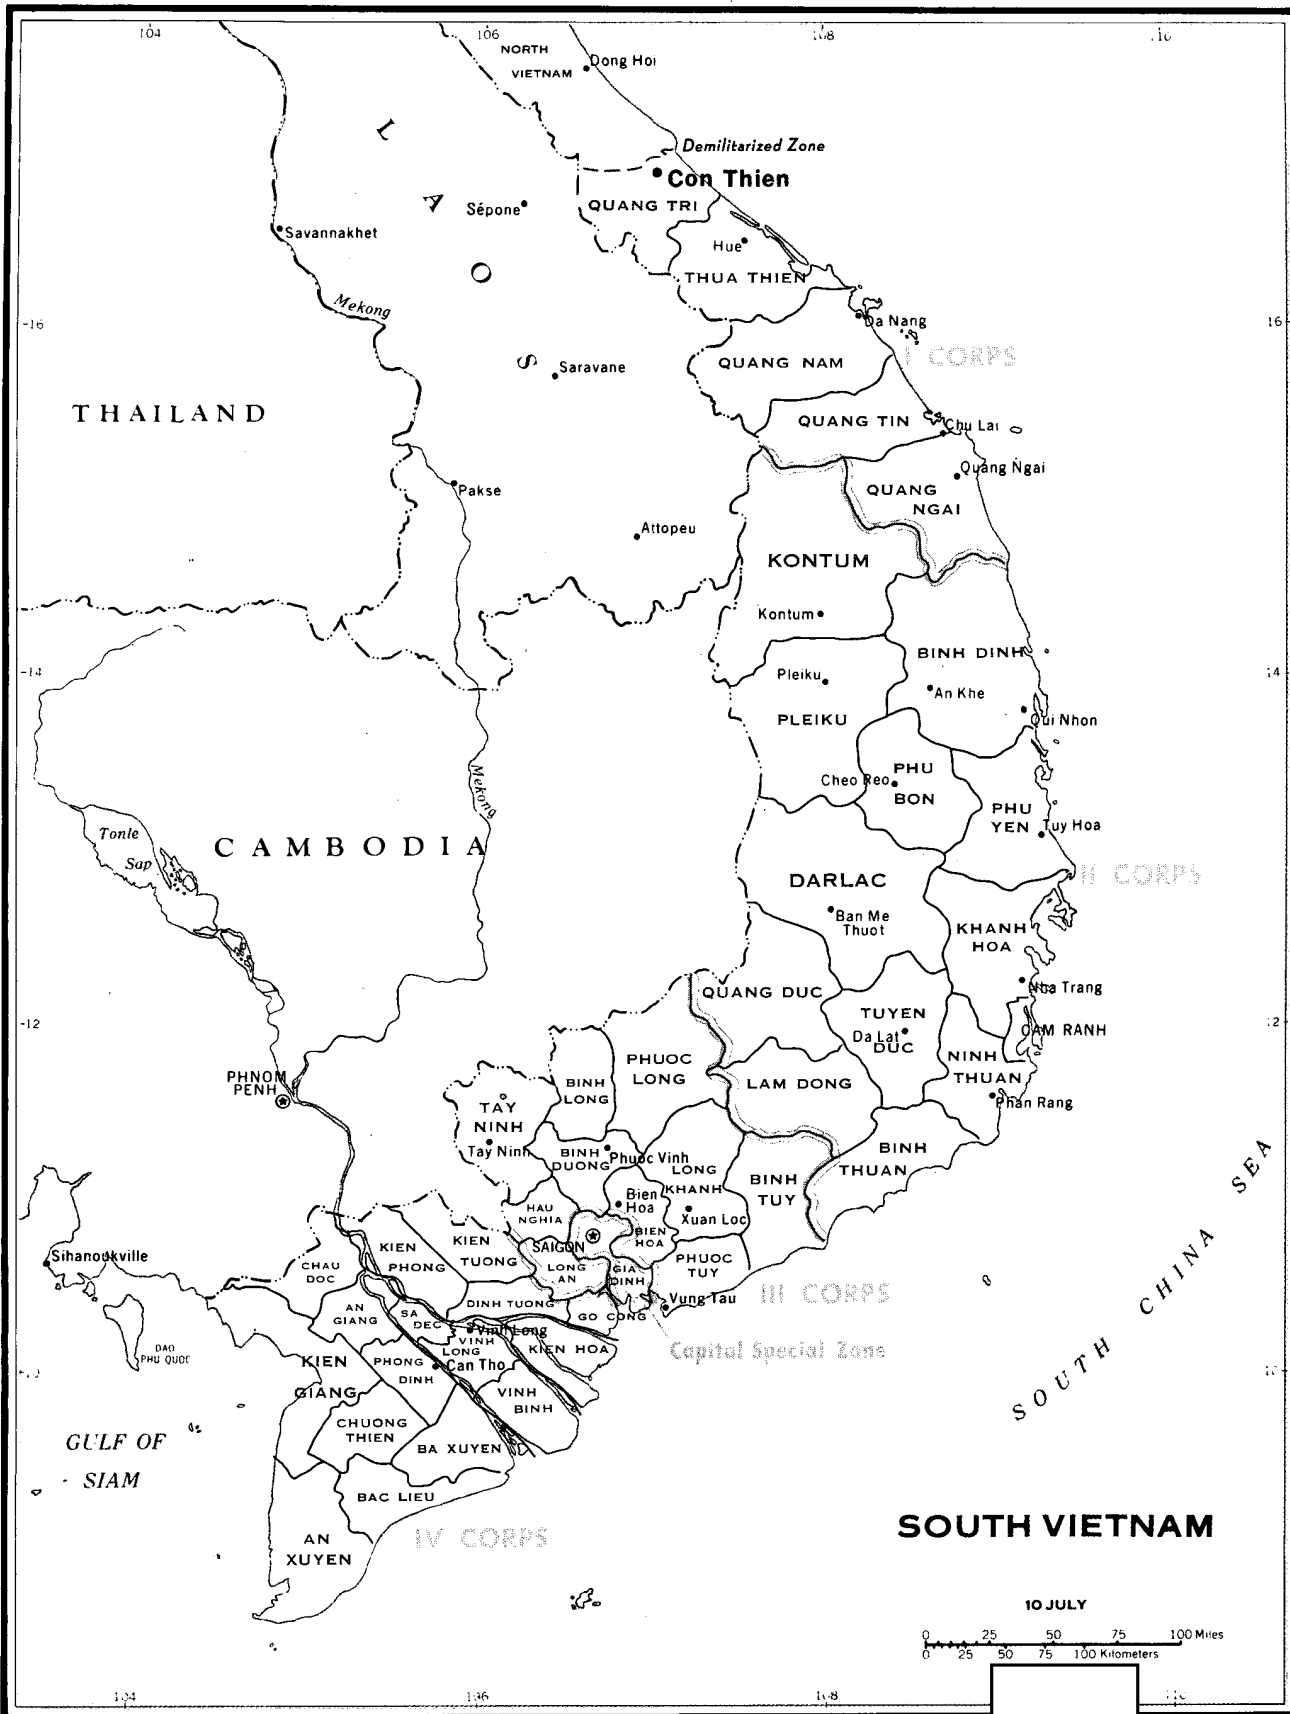 104
106
108
110
NORTH
VIETNAM
Dong Hoi
LAOS
Demilitarized Zone
Con Thien
Sépone
QUANG TRI
Savannakhet
Hue
THUA THIEN
Mekong
16
Da Nang
16
I CORPS
Saravane
QUANG NAM
THAILAND
QUANG TIN
Chu Lai
Quang Ngai
Pakse
QUANG
NGAI
Attopeu
KONTUM
Kontum
BINH DINH
14
Pleiku
14
An Khe
PLEIKU
Qui Nhon
PHU
BON
Cheo Reo
Mekong
PHU
YEN
Tuy Hoa
Tonle
Sap
CAMBODIA
DARLAC
II CORPS
Ban Me
Thuot
KHANH
HOA
Nha Trang
QUANG DUC
TUYEN
DUC
Da Lat
12
12
CAM RANH
PHUOC
LONG
NINH
THUAN
BINH
LONG
LAM DONG
PHNOM
PENH
Phan Rang
TAY
NINH
Tay Ninh
BINH
DUONG
Phuoc Vinh
LONG
KHANH
BINH
THUAN
BINH
TUY
Bien
Hoa
HAU
NGHIA
Xuan Loc
SAIGON
BIEN
HOA
KIEN
TUONG
KIEN
PHONG
Sihanoukville
CHAU
DOC
LONG
AN
GIA
DINH
PHUOC
TUY
III CORPS
Vung Tau
DINH TUONG
AN
GIANG
SA
DEC
GO CONG
Vinh Long
VINH
LONG
KIEN HOA
Capital Special Zone
DAO
PHU QUOC
KIEN
GIANG
PHONG
DINH
Can Tho
10
10
VINH
BINH
CHUONG
THIEN
BA XUYEN
GULF OF
SIAM
SOUTH CHINA SEA
BAC LIEU
IV CORPS
AN
XUYEN
SOUTH VIETNAM
10 JULY
0 25 50 75 100 Miles
0 25 50 75 100 Kilometers
104
106
108
110